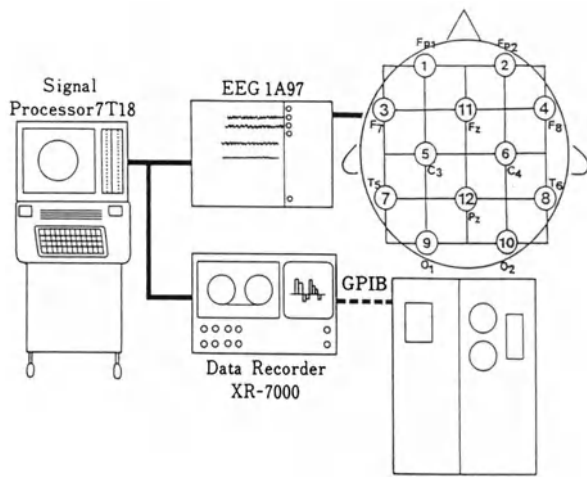 Signal
Processor7T18
EEG 1A97
Data Recorder
XR-7000
GPIB
Fp1
Fp2
1
2
3
11
4
F7
Fz
F8
5
6
C3
C4
T5
T6
7
12
8
Pz
9
10
O1
O2